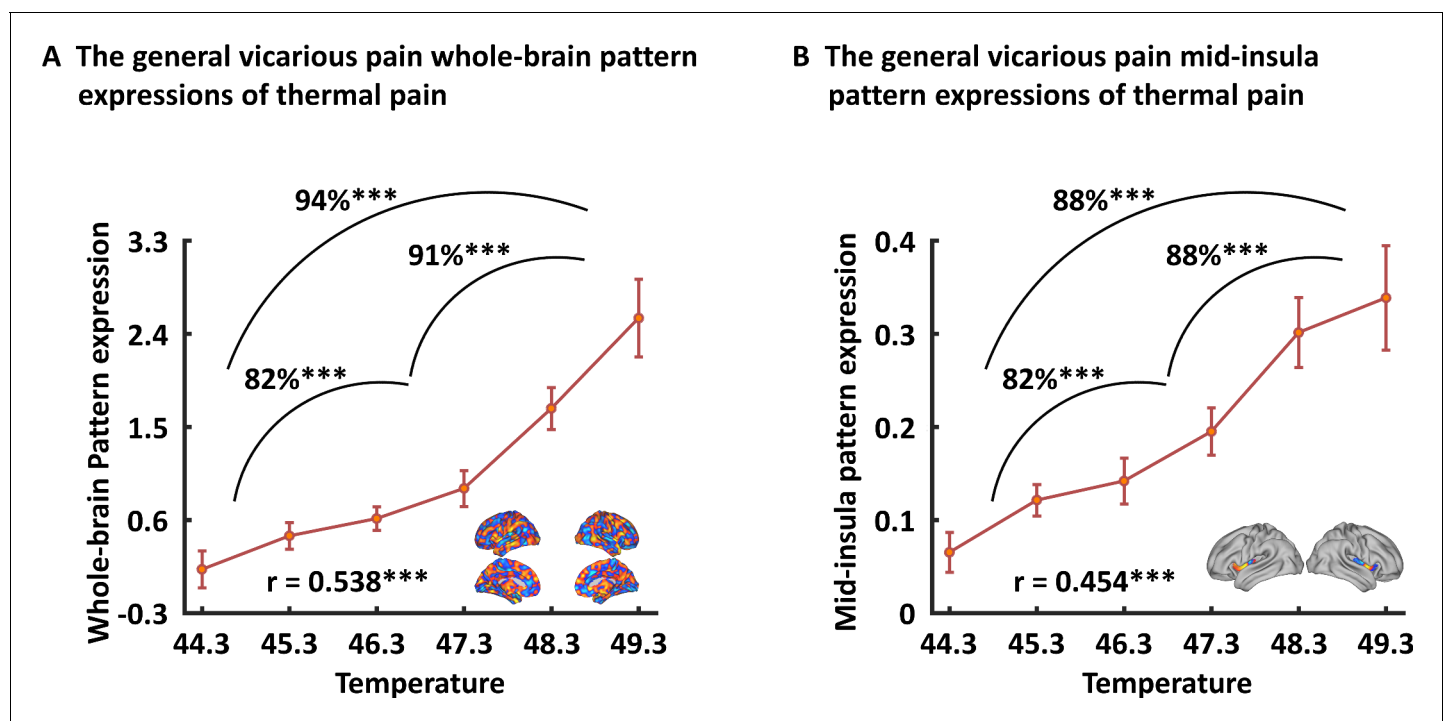 A The general vicarious pain whole-brain pattern
expressions of thermal pain
94%***
91%***
82%***
Whole-brain Pattern expression
3.3
2.4
1.5
0.6
-0.3
r = 0.538***
44.3 45.3 46.3 47.3 48.3 49.3
Temperature
B The general vicarious pain mid-insula
pattern expressions of thermal pain
88%***
88%***
82%***
Mid-insula pattern expression
0.4
0.3
0.2
0.1
0
r = 0.454***
44.3 45.3 46.3 47.3 48.3 49.3
Temperature